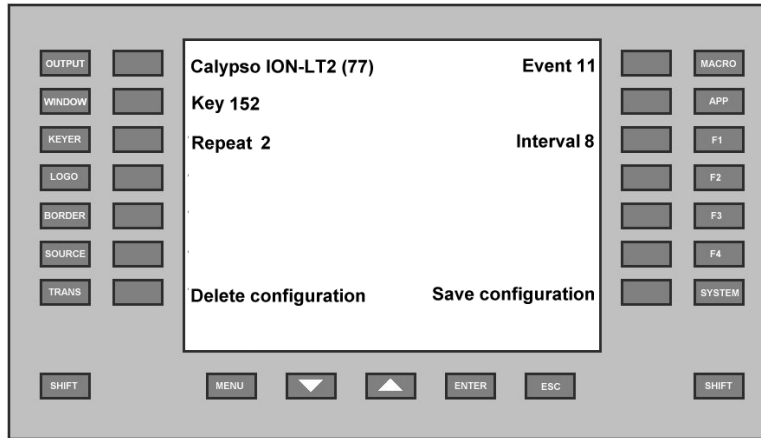 OUTPUT Calypso ION-LT2 (77) Event 11 MACRO
WINDOW Key 152 APP
KEYER Repeat 2 Interval 8 F1
LOGO F2
BORDER F3
SOURCE F4
TRANS Delete configuration Save configuration SYSTEM
SHIFT MENU ENTER ESC SHIFT